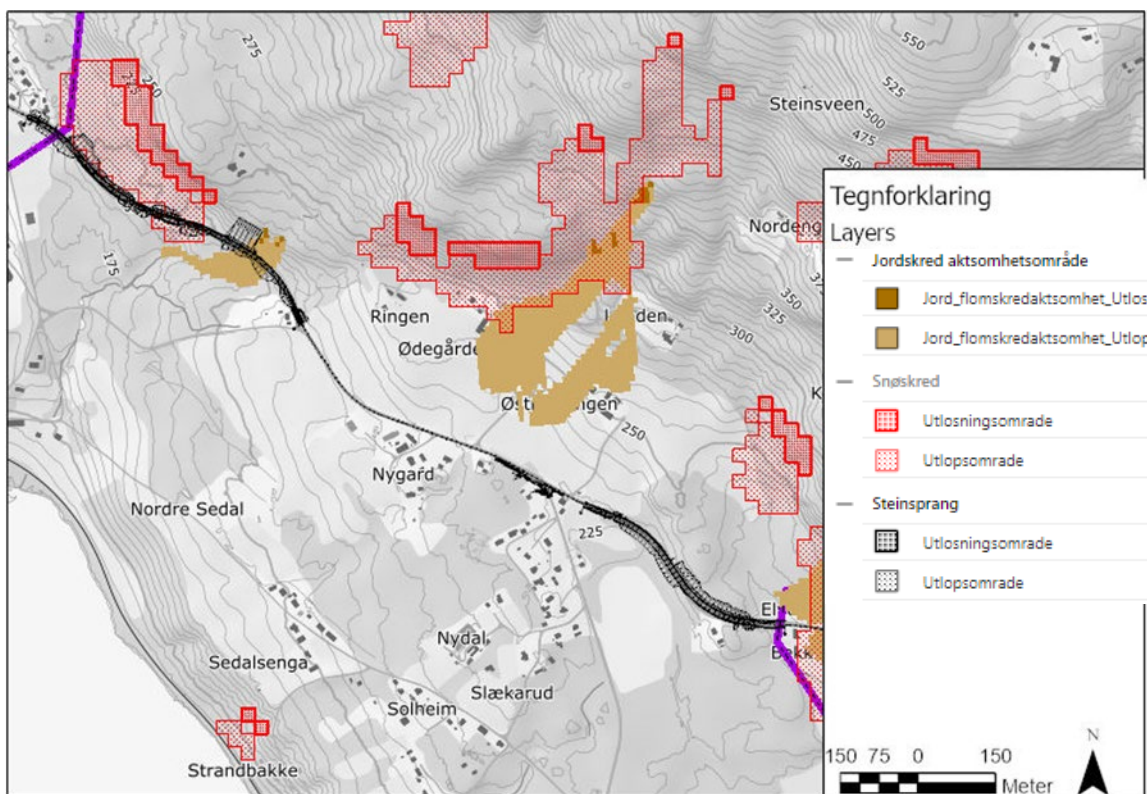 275
550
525
500
475
450
250
Steinsveen
Tegnforklaring
Layers
Jordskred aktsomhetsområde
Jord_flomskredaktsomhet_Utlos
Jord_flomskredaktsomhet_Utlop
Snøskred
Utlosningsomrade
Utlopsomrade
Steinsprang
Utlosningsomrade
Utlopsomrade
150 75 0 150
Meter
N
Nordeng
175
350
325
300
Ringen
Ødegårde
250
Nygard
Nordre Sedal
225
Nydal
Sedalsenga
Slækarud
Solheim
Strandbakke